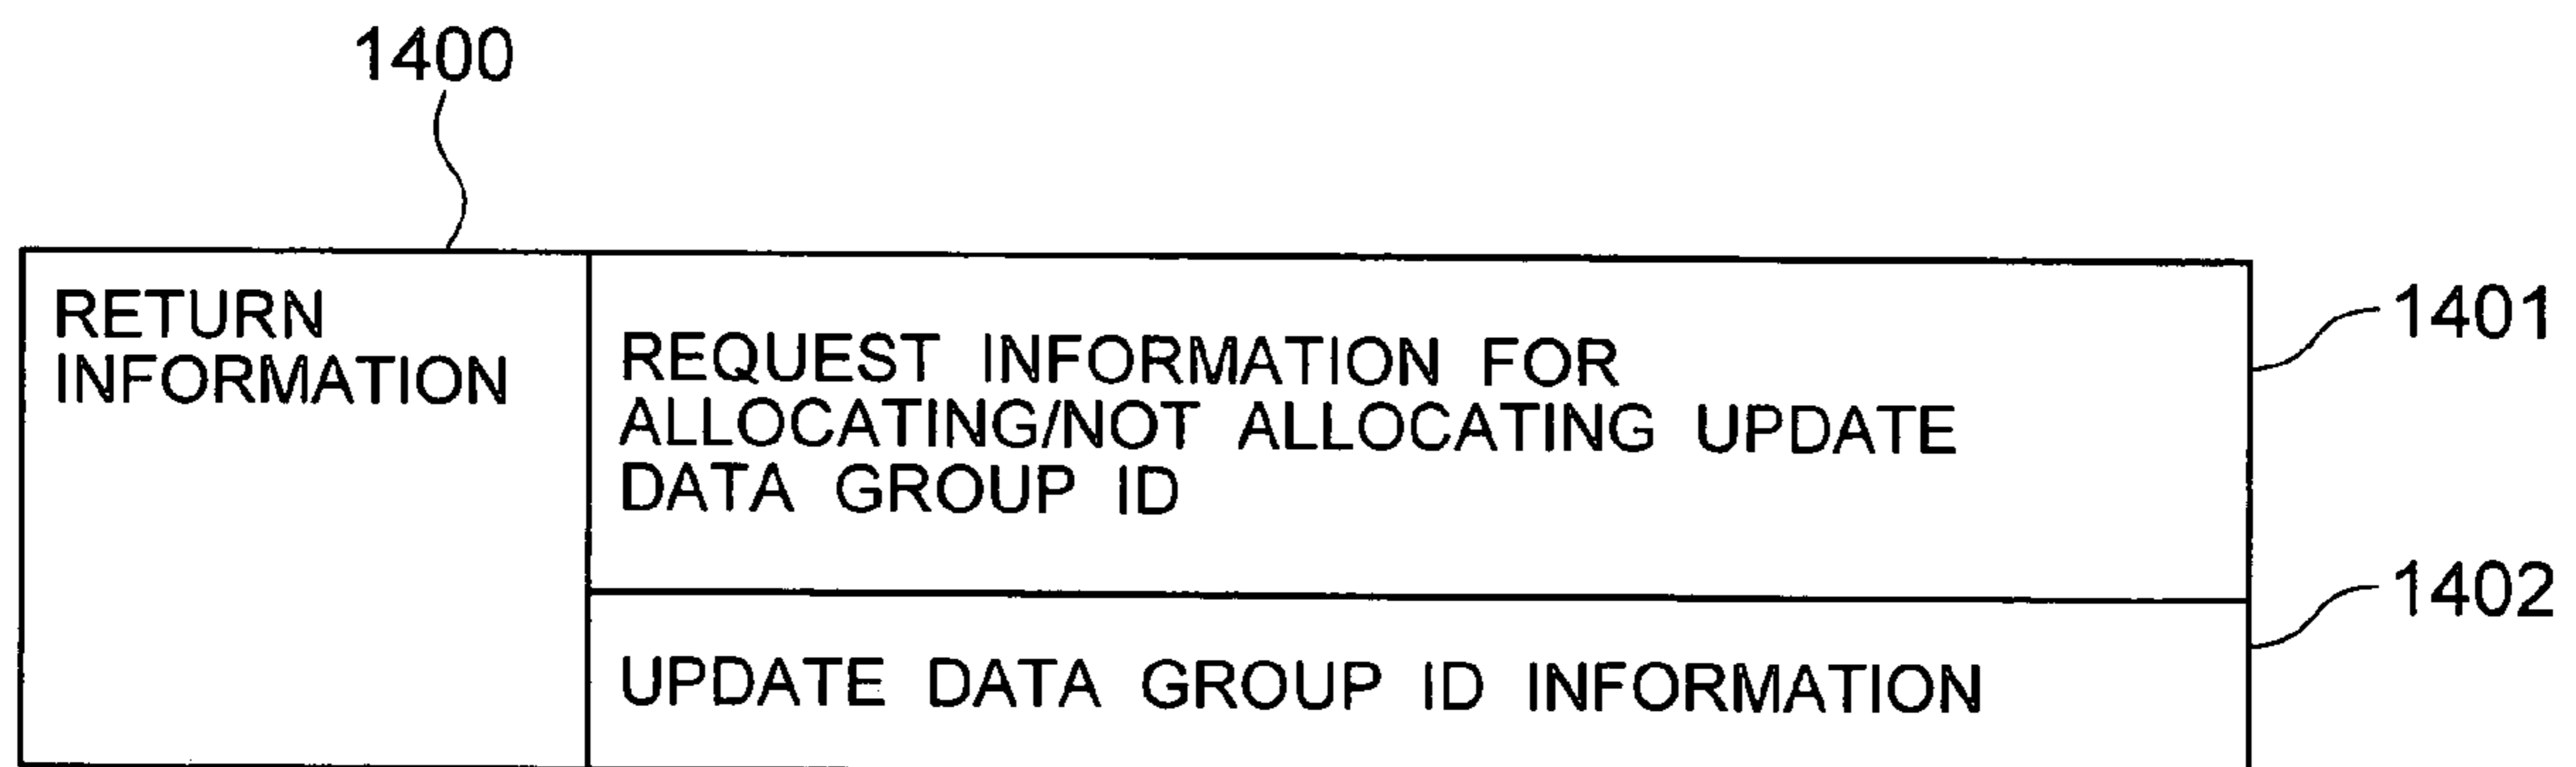 1400
RETURN
INFORMATION
REQUEST INFORMATION FOR
ALLOCATING/NOT ALLOCATING UPDATE
DATA GROUP ID
1401
UPDATE DATA GROUP ID INFORMATION
1402